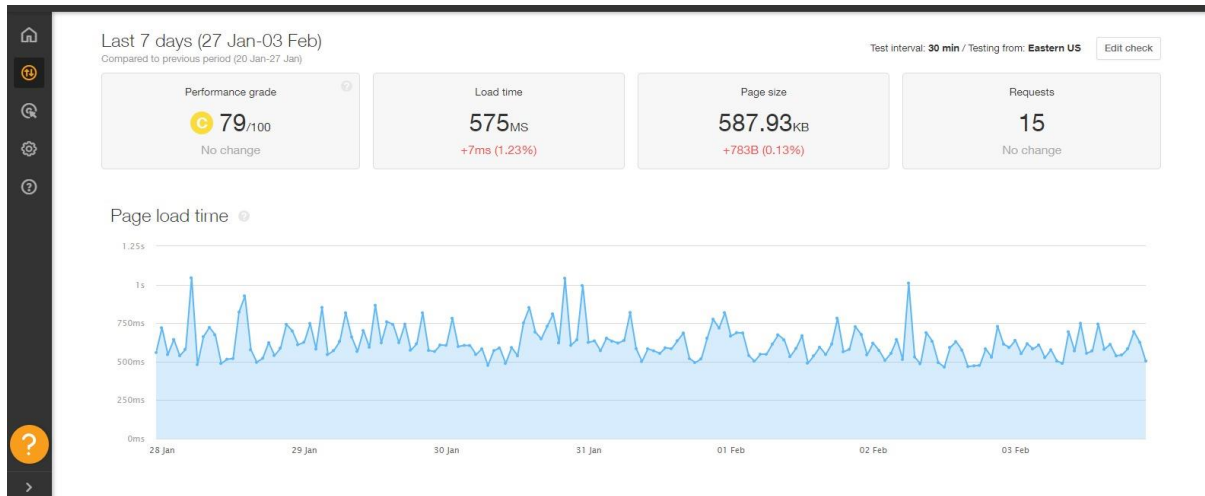 Last 7 days (27 Jan-03 Feb)
Compared to previous period (20 Jan-27 Jan)
Test interval: 30 min / Testing from: Eastern US
Edit check
Performance grade
?
C 79/100
No change
Load time
575MS
+7ms (1.23%)
Page size
587.93KB
+783B (0.13%)
Requests
15
No change
Page load time ?
1.25s
1s
750ms
500ms
250ms
0ms
28 Jan 29 Jan 30 Jan 31 Jan 01 Feb 02 Feb 03 Feb
?
?